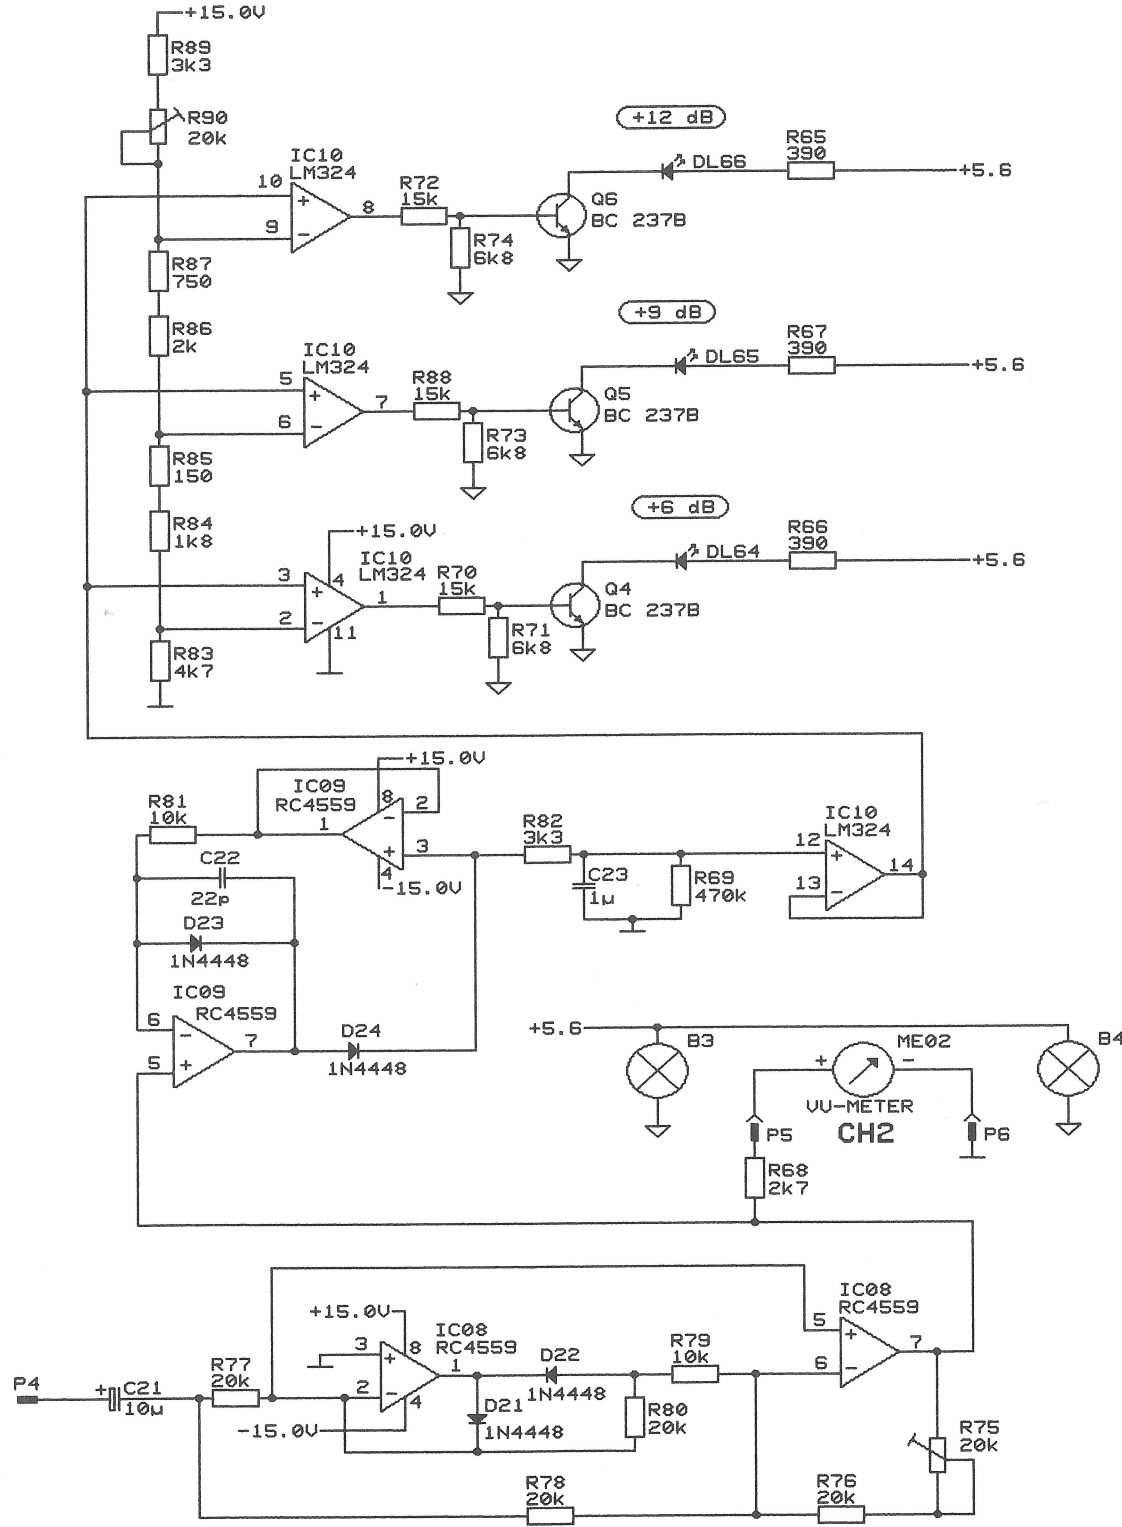 +15.0V
R89
3k3
R90
20k
+12 dB
R65
390
DL66
+5.6
IC10
LM324
10
9
8
R72
15k
R74
6k8
Q6
BC 237B
R87
750
R86
2k
+9 dB
R67
390
DL65
+5.6
IC10
LM324
5
6
7
R88
15k
R73
6k8
Q5
BC 237B
R85
150
R84
1k8
+6 dB
R66
390
DL64
+5.6
+15.0V
IC10
LM324
3
2
4
11
1
R70
15k
R71
6k8
Q4
BC 237B
R83
4k7
+15.0V
IC09
RC4559
8
2
1
3
4
-15.0V
R81
10k
C22
22p
D23
1N4448
R82
3k3
C23
1µ
R69
470k
IC10
LM324
12
13
14
IC09
RC4559
6
5
7
D24
1N4448
+5.6
B3
ME02
B4
+
-
VU-METER
CH2
P5
P6
R68
2k7
+15.0V
IC08
RC4559
3
8
2
1
4
-15.0V
P4
+
C21
10µ
R77
20k
D22
1N4448
D21
1N4448
R80
20k
R79
10k
IC08
RC4559
5
6
7
R75
20k
R78
20k
R76
20k